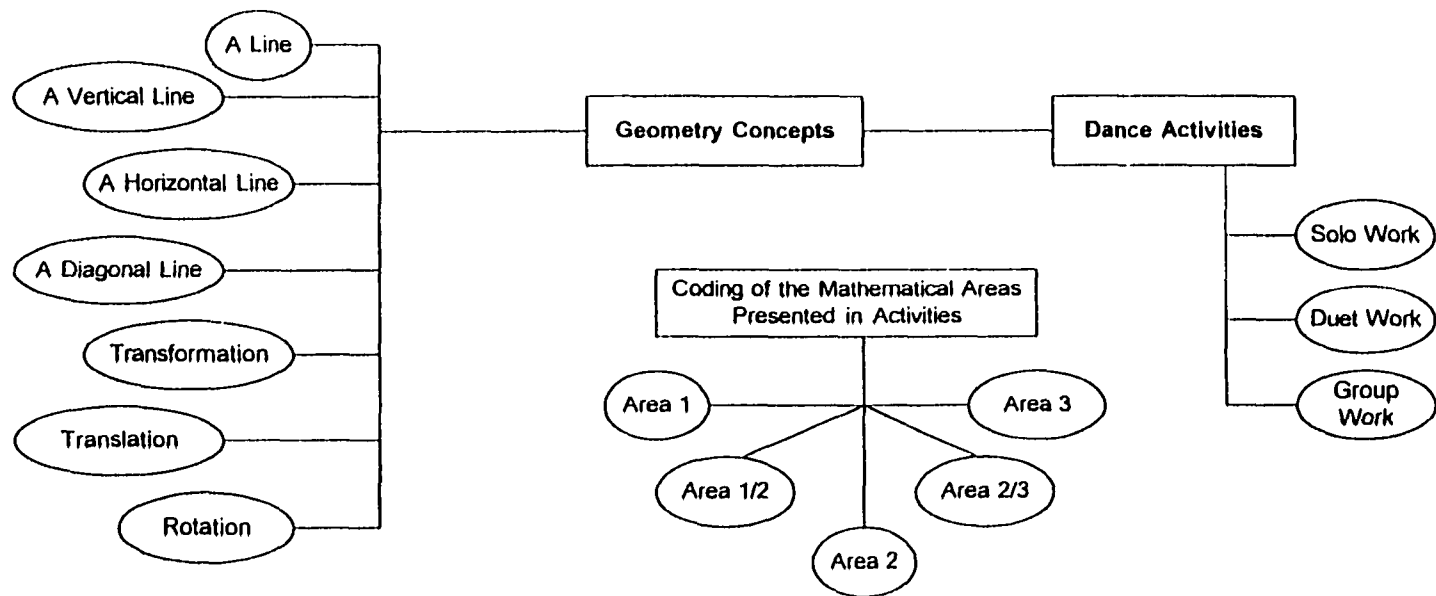 A Line
A Vertical Line
A Horizontal Line
A Diagonal Line
Transformation
Translation
Rotation
Geometry Concepts
Dance Activities
Solo Work
Duet Work
Group
Work
Coding of the Mathematical Areas
Presented in Activities
Area 1
Area 1/2
Area 2
Area 2/3
Area 3